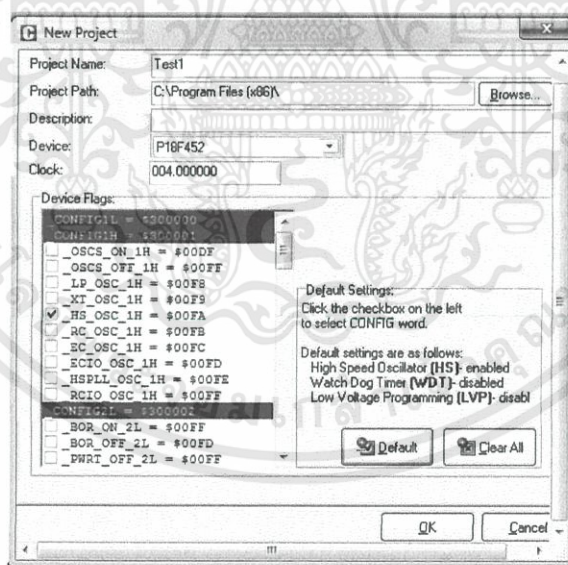 New Project
Project Name: Test1
Project Path: C:\Program Files (x86)\ Browse...
Description:
Device: P18F452
Clock: 004.000000
Device Flags:
CONFIG1L = $300000
CONFIG1H = $300001
_OSCS_ON_1H = $00DF
_OSCS_OFF_1H = $00FF
_LP_OSC_1H = $00F8
_XT_OSC_1H = $00F9
_HS_OSC_1H = $00FA
_RC_OSC_1H = $00FB
_EC_OSC_1H = $00FC
_ECIO_OSC_1H = $00FD
_HSPLL_OSC_1H = $00FE
_RCIO_OSC_1H = $00FF
CONFIG2L = $300002
_BOR_ON_2L = $00FF
_BOR_OFF_2L = $00FD
_PWRT_OFF_2L = $00FF
Default Settings:
Click the checkbox on the left
to select CONFIG word.
Default settings are as follows:
High Speed Oscillator (HS)- enabled
Watch Dog Timer (WDT)- disabled
Low Voltage Programming (LVP)- disabl
Default Clear All
OK Cancel